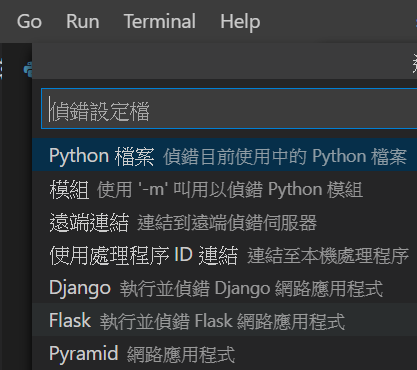 Go Run Terminal Help
偵錯設定檔
Python 檔案 偵錯目前使用中的 Python 檔案
模組 使用 '-m' 叫用以偵錯 Python 模組
遠端連結 連結到遠端偵錯伺服器
使用處理程序 ID 連結 連結至本機處理程序
Django 執行並偵錯 Django 網路應用程式
Flask 執行並偵錯 Flask 網路應用程式
Pyramid 網路應用程式